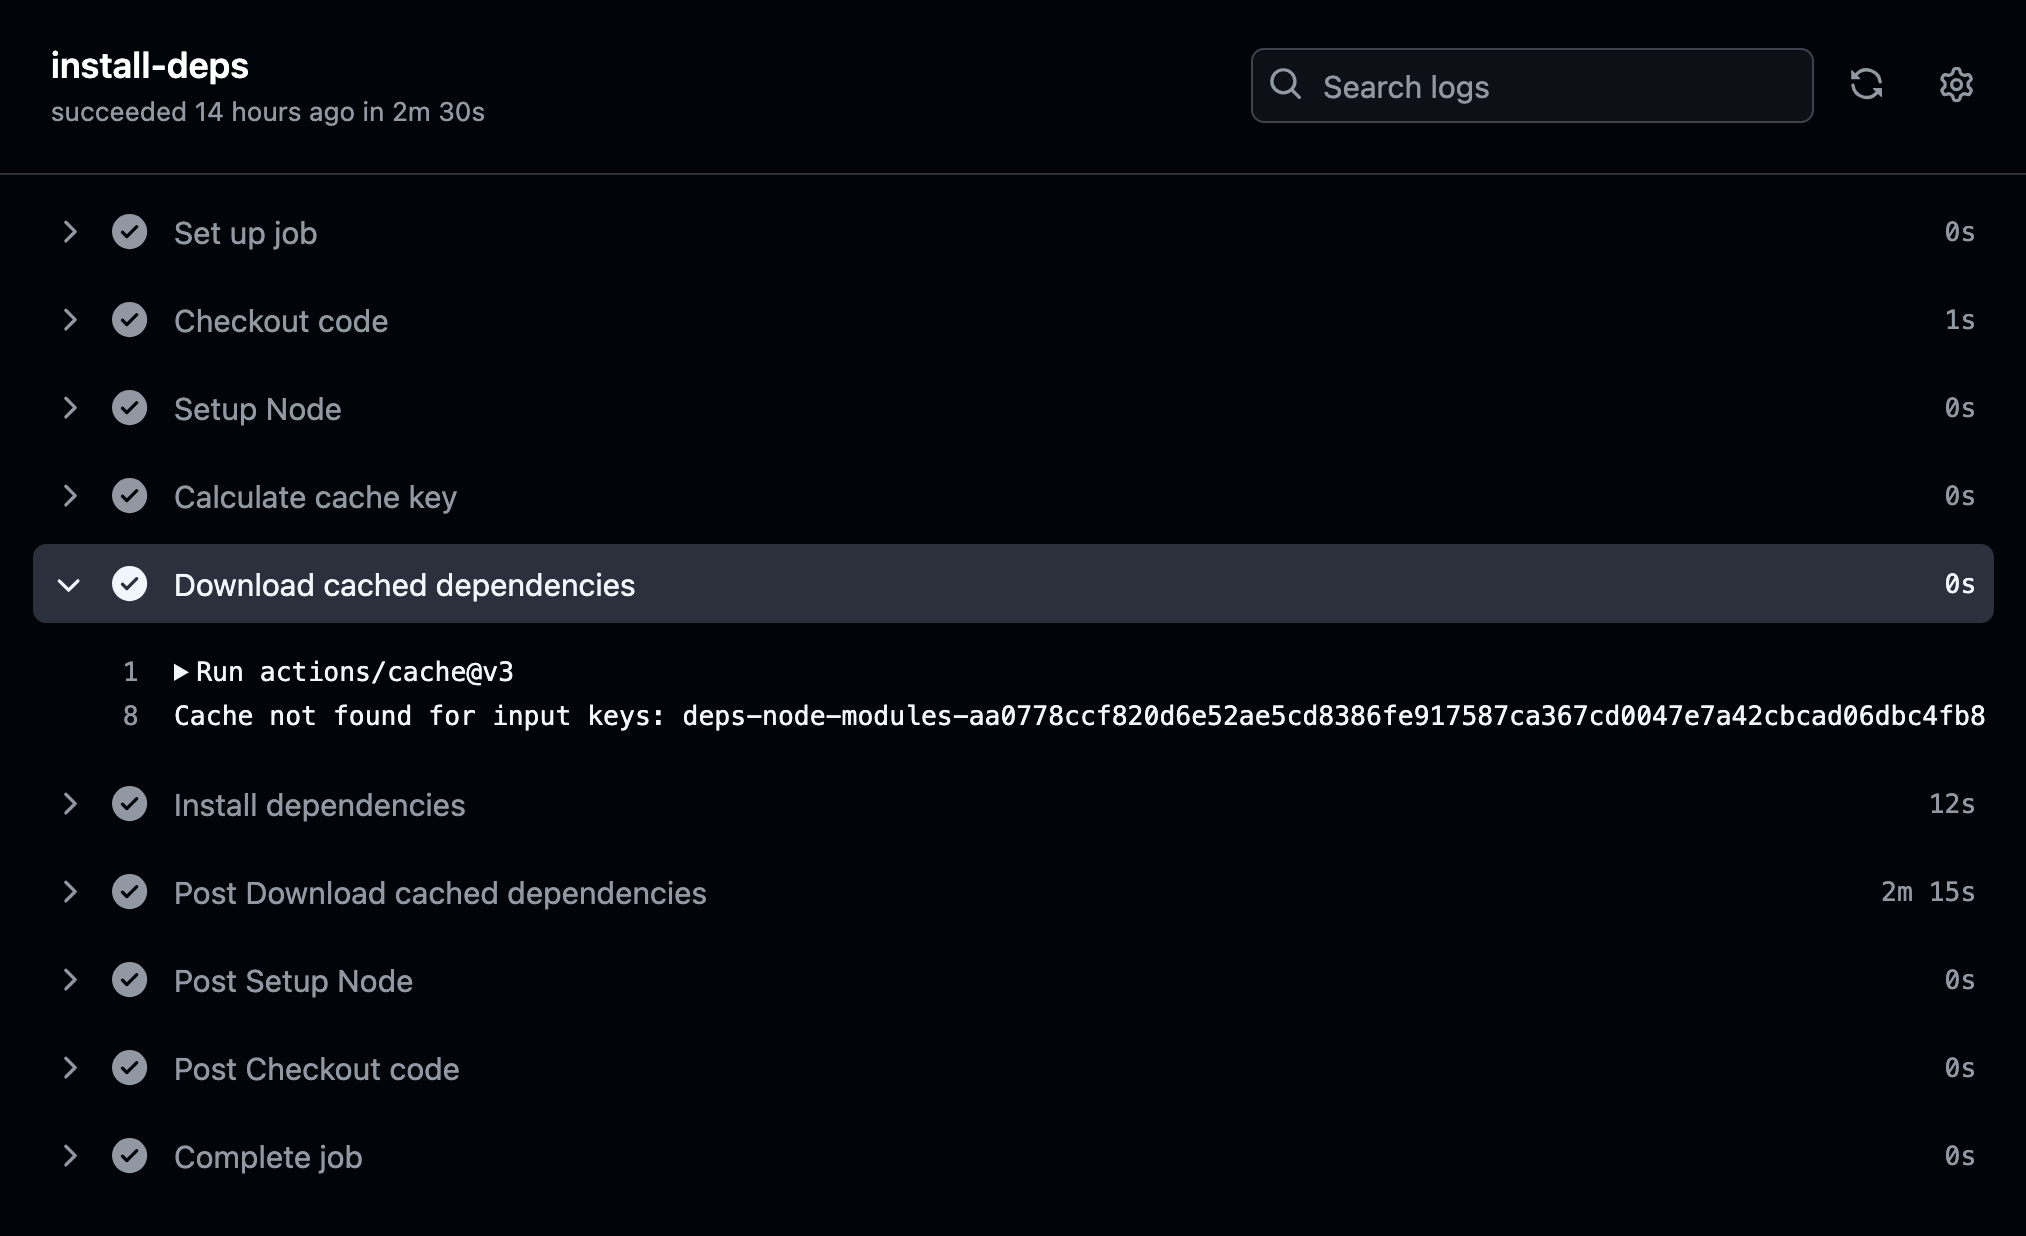 install-deps
succeeded 14 hours ago in 2m 30s
Search logs
Set up job 0s
Checkout code 1s
Setup Node 0s
Calculate cache key 0s
Download cached dependencies 0s
1 Run actions/cache@v3
8 Cache not found for input keys: deps-node-modules-aa0778ccf820d6e52ae5cd8386fe917587ca367cd0047e7a42cbcad06dbc4fb8
Install dependencies 12s
Post Download cached dependencies 2m 15s
Post Setup Node 0s
Post Checkout code 0s
Complete job 0s